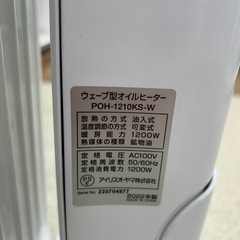 ウェーブ型オイルヒーター
POH-1210KS-W
放熱の方式 油入式
温度調節の方式 可変式
暖房能力 1200W
熱媒体の種類 鉱物油
定格電圧 AC100V
定格周波数 50/60Hz
定格消費電力 1200W
PSE
アイリスオーヤマ株式会社
2022年製
220704977